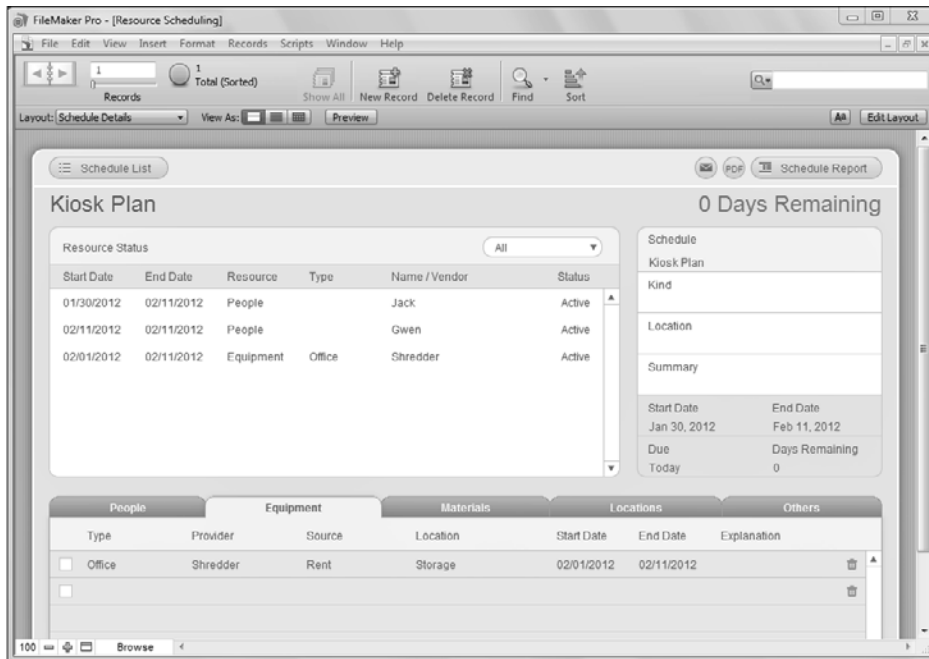 FileMaker Pro - [Resource Scheduling]
File Edit View Insert Format Records Scripts Window Help
1
1
Total (Sorted)
Records
Show All New Record Delete Record Find Sort
Layout: Schedule Details View As: Preview Aa Edit Layout
Schedule List PDF Schedule Report
Kiosk Plan 0 Days Remaining
Resource Status All
Start Date End Date Resource Type Name / Vendor Status
01/30/2012 02/11/2012 People Jack Active
02/11/2012 02/11/2012 People Gwen Active
02/01/2012 02/11/2012 Equipment Office Shredder Active
Schedule
Kiosk Plan
Kind
Location
Summary
Start Date End Date
Jan 30, 2012 Feb 11, 2012
Due Days Remaining
Today 0
People Equipment Materials Locations Others
Type Provider Source Location Start Date End Date Explanation
Office Shredder Rent Storage 02/01/2012 02/11/2012
100 Browse